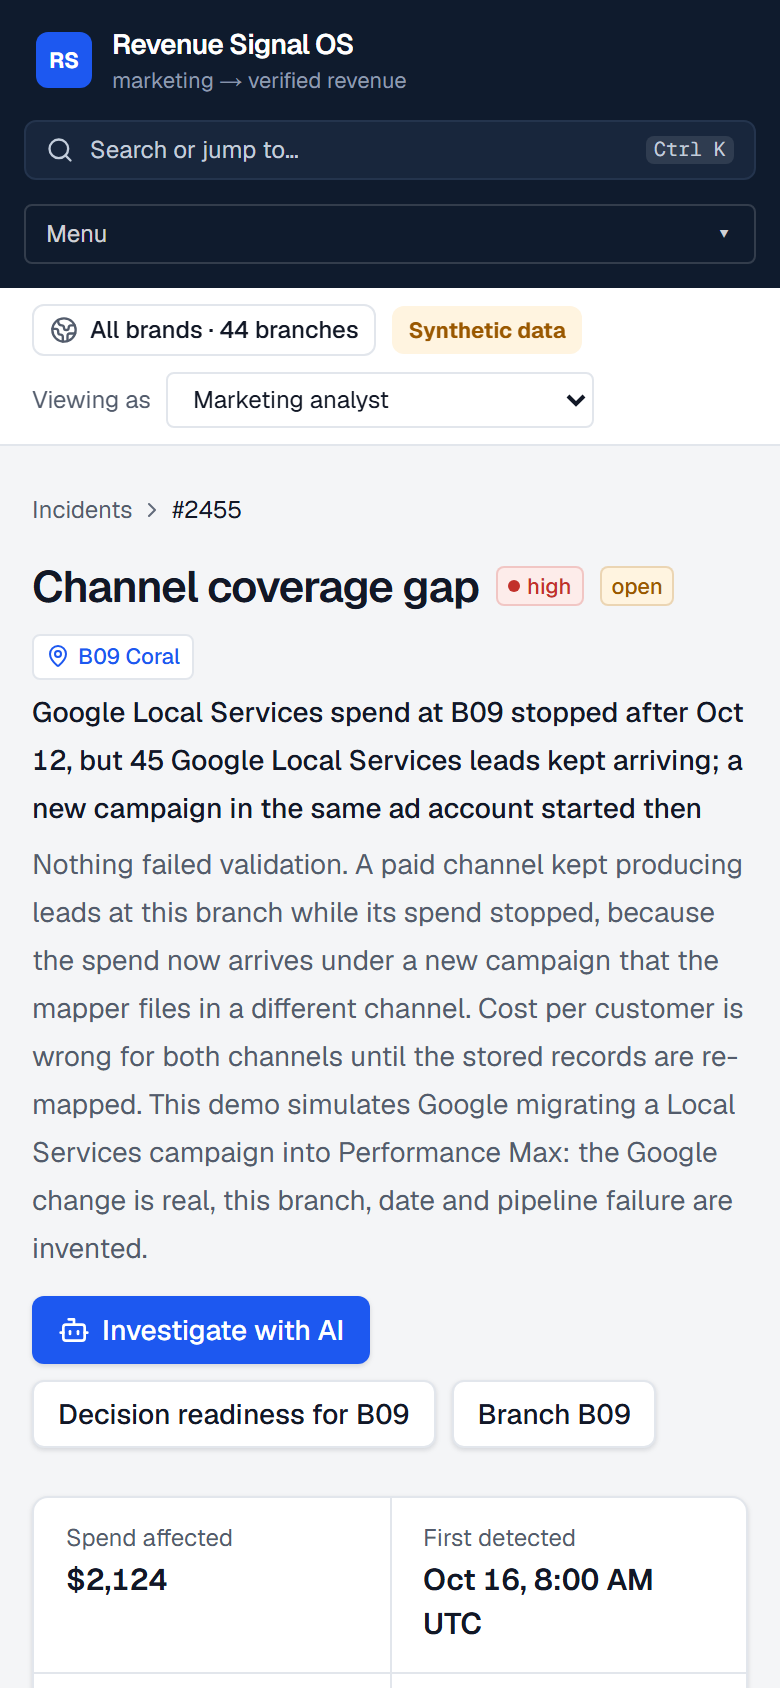 RS
Revenue Signal OS
marketing → verified revenue
Search or jump to...
Ctrl K
Menu
All brands · 44 branches
Synthetic data
Viewing as
Marketing analyst
Incidents > #2455
Channel coverage gap
high
open
B09 Coral
Google Local Services spend at B09 stopped after Oct
12, but 45 Google Local Services leads kept arriving; a
new campaign in the same ad account started then
Nothing failed validation. A paid channel kept producing
leads at this branch while its spend stopped, because
the spend now arrives under a new campaign that the
mapper files in a different channel. Cost per customer is
wrong for both channels until the stored records are re-
mapped. This demo simulates Google migrating a Local
Services campaign into Performance Max: the Google
change is real, this branch, date and pipeline failure are
invented.
Investigate with AI
Decision readiness for B09
Branch B09
Spend affected
$2,124
First detected
Oct 16, 8:00 AM
UTC